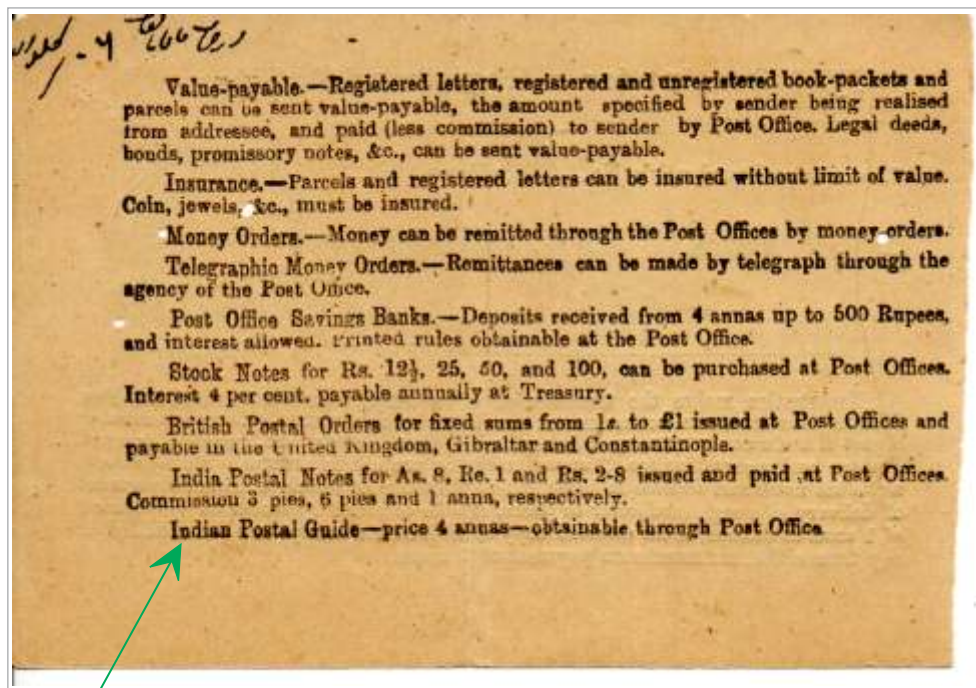 Value-payable.—Registered letters, registered and unregistered book-packets and
parcels can be sent value-payable, the amount specified by sender being realised
from addressee, and paid (less commission) to sender by Post Office. Legal deeds,
bonds, promissory notes, &c., can be sent value-payable.
Insurance.—Parcels and registered letters can be insured without limit of value.
Coin, jewels, &c., must be insured.
Money Orders.—Money can be remitted through the Post Offices by money orders.
Telegraphic Money Orders.—Remittances can be made by telegraph through the
agency of the Post Office.
Post Office Savings Banks.—Deposits received from 4 annas up to 500 Rupees,
and interest allowed. Printed rules obtainable at the Post Office.
Stock Notes for Rs. 12½, 25, 50, and 100, can be purchased at Post Offices.
Interest 4 per cent. payable annually at Treasury.
British Postal Orders for fixed sums from 1s. to £1 issued at Post Offices and
payable in the United Kingdom, Gibraltar and Constantinople.
India Postal Notes for As. 8, Re. 1 and Rs. 2-8 issued and paid at Post Offices.
Commission 3 pies, 6 pies and 1 anna, respectively.
Indian Postal Guide—price 4 annas—obtainable through Post Office